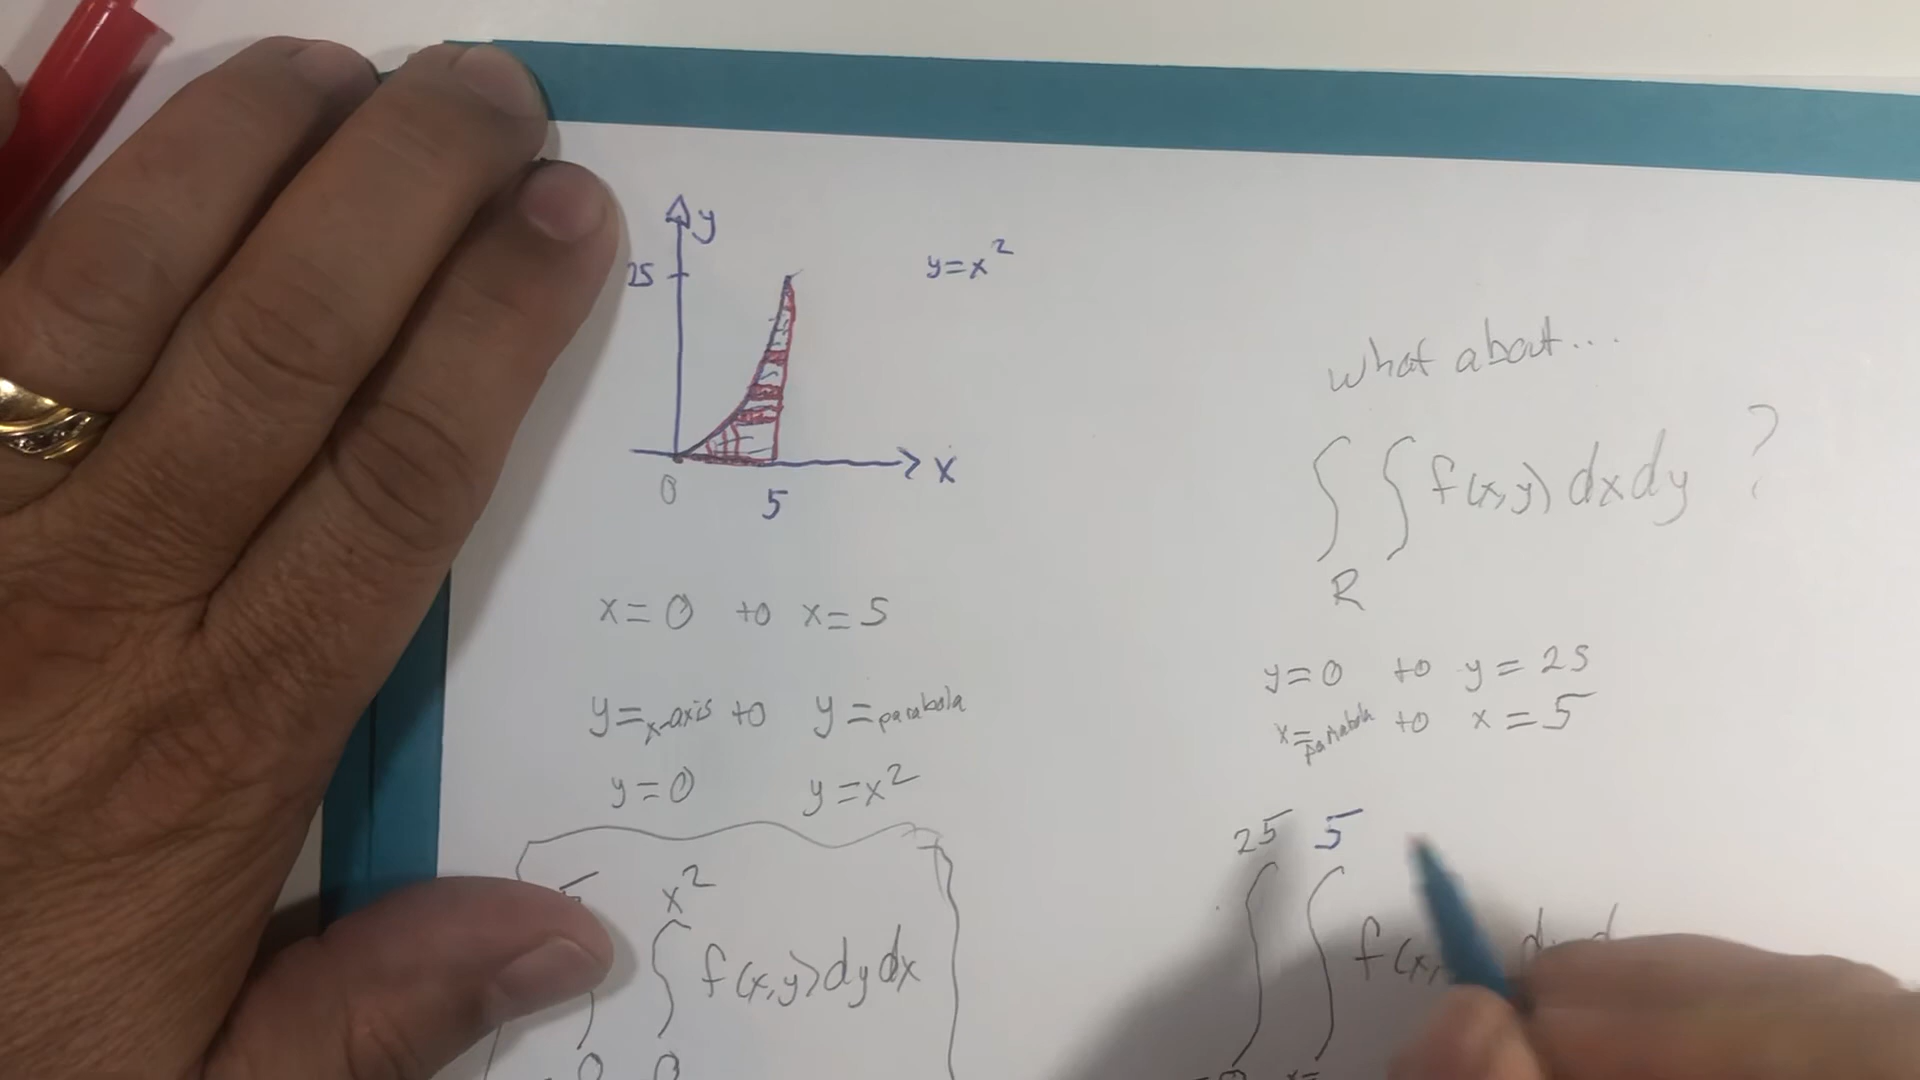 y
25
y=x²
0
5
x
x=0 to x=5
y=x-axis to y=parabola
y=0 y=x²
x²
∫ ∫ f(x,y) dy dx
0 0
what about...
∫ ∫ f(x,y) dx dy ?
R
y=0 to y=25
x=parabola to x=5
25 5
∫ ∫ f(x,
x=